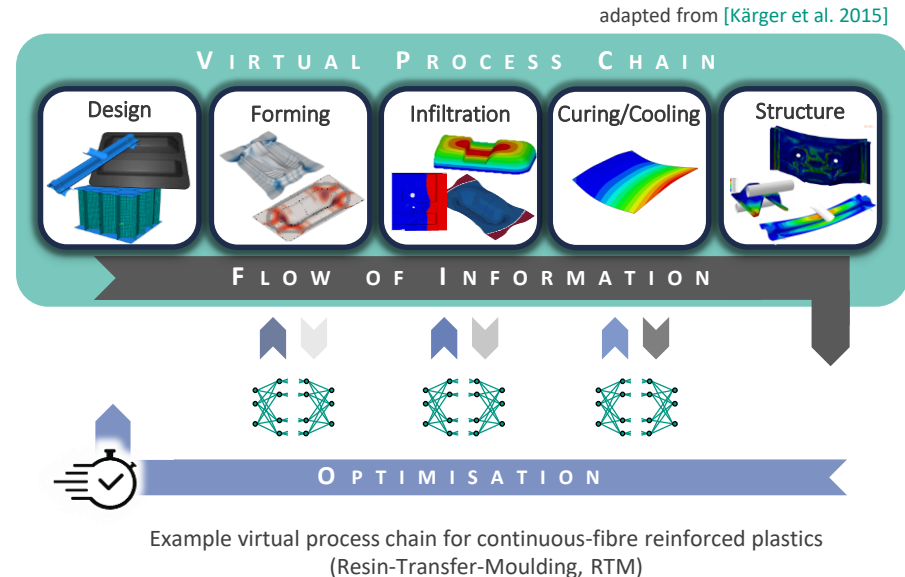 adapted from [Kärger et al. 2015]
VIRTUAL PROCESS CHAIN
Design
Forming
Infiltration
Curing/Cooling
Structure
FLOW OF INFORMATION
OPTIMISATION
Example virtual process chain for continuous-fibre reinforced plastics
(Resin-Transfer-Moulding, RTM)